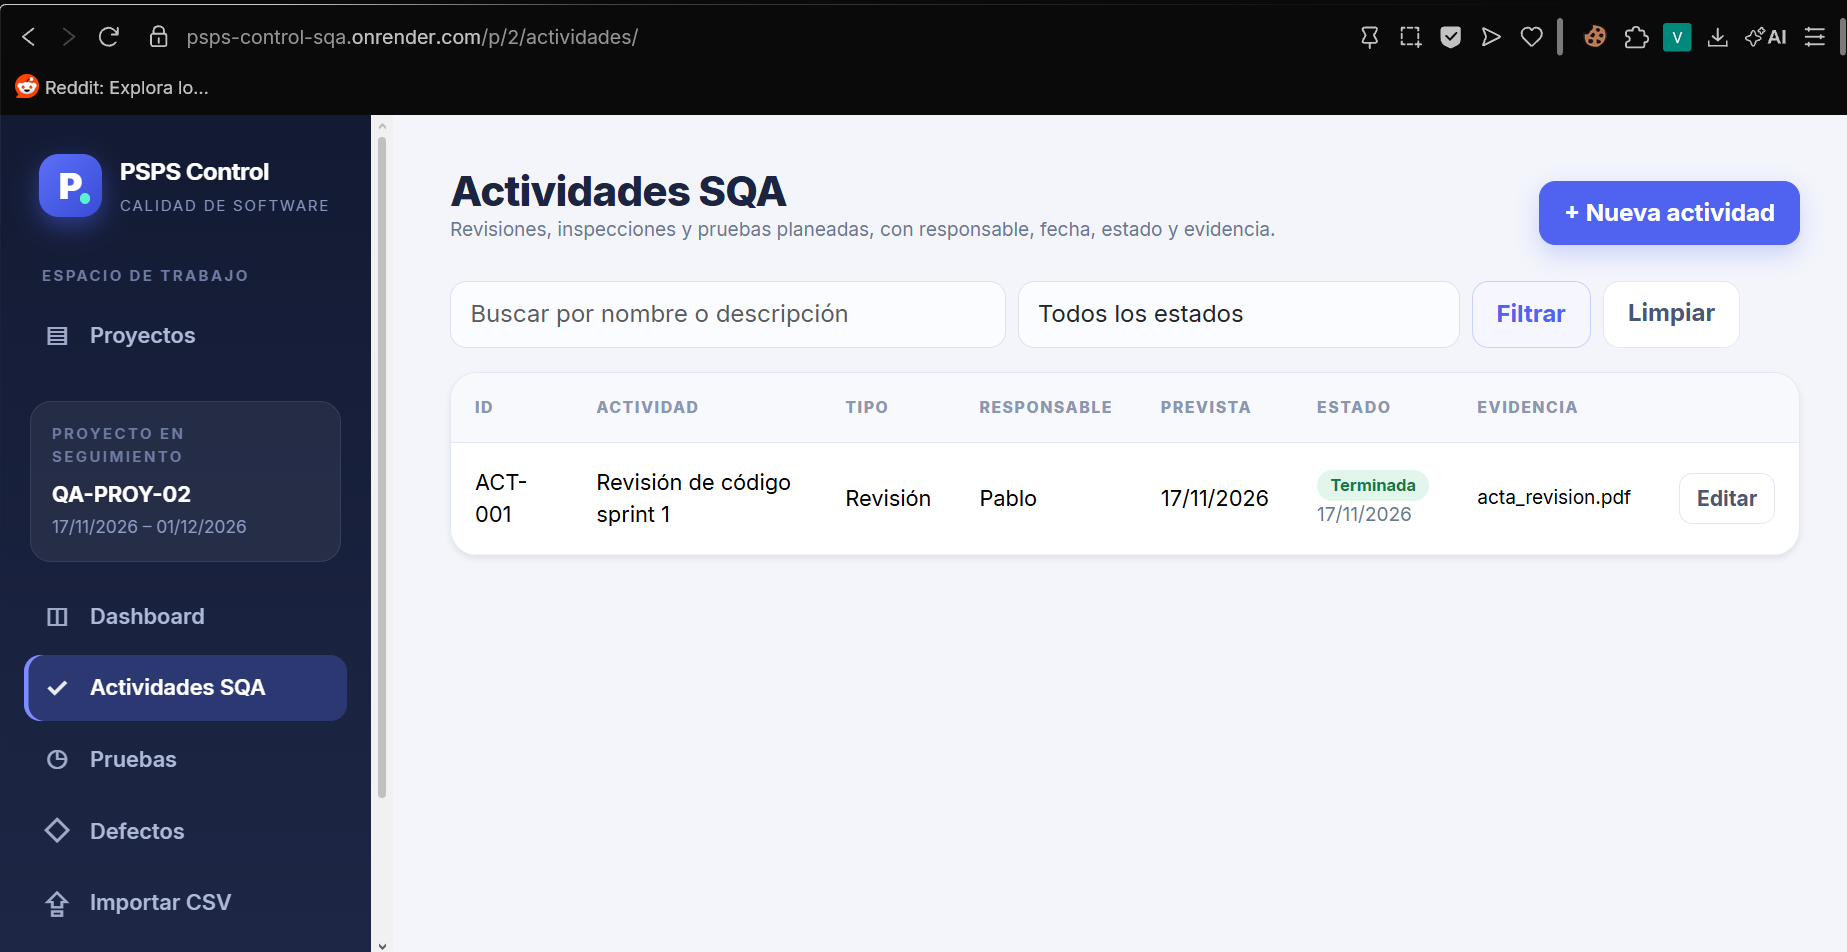 psps-control-sqa.onrender.com/p/2/actividades/
V
AI
Reddit: Explora lo...
P.
PSPS Control
CALIDAD DE SOFTWARE
ESPACIO DE TRABAJO
Proyectos
PROYECTO EN
SEGUIMIENTO
QA-PROY-02
17/11/2026 – 01/12/2026
Dashboard
Actividades SQA
Pruebas
Defectos
Importar CSV
Actividades SQA
Revisiones, inspecciones y pruebas planeadas, con responsable, fecha, estado y evidencia.
+ Nueva actividad
Buscar por nombre o descripción
Todos los estados
Filtrar
Limpiar
ID ACTIVIDAD TIPO RESPONSABLE PREVISTA ESTADO EVIDENCIA
ACT-
001
Revisión de código
sprint 1
Revisión
Pablo
17/11/2026
Terminada
17/11/2026
acta_revision.pdf
Editar